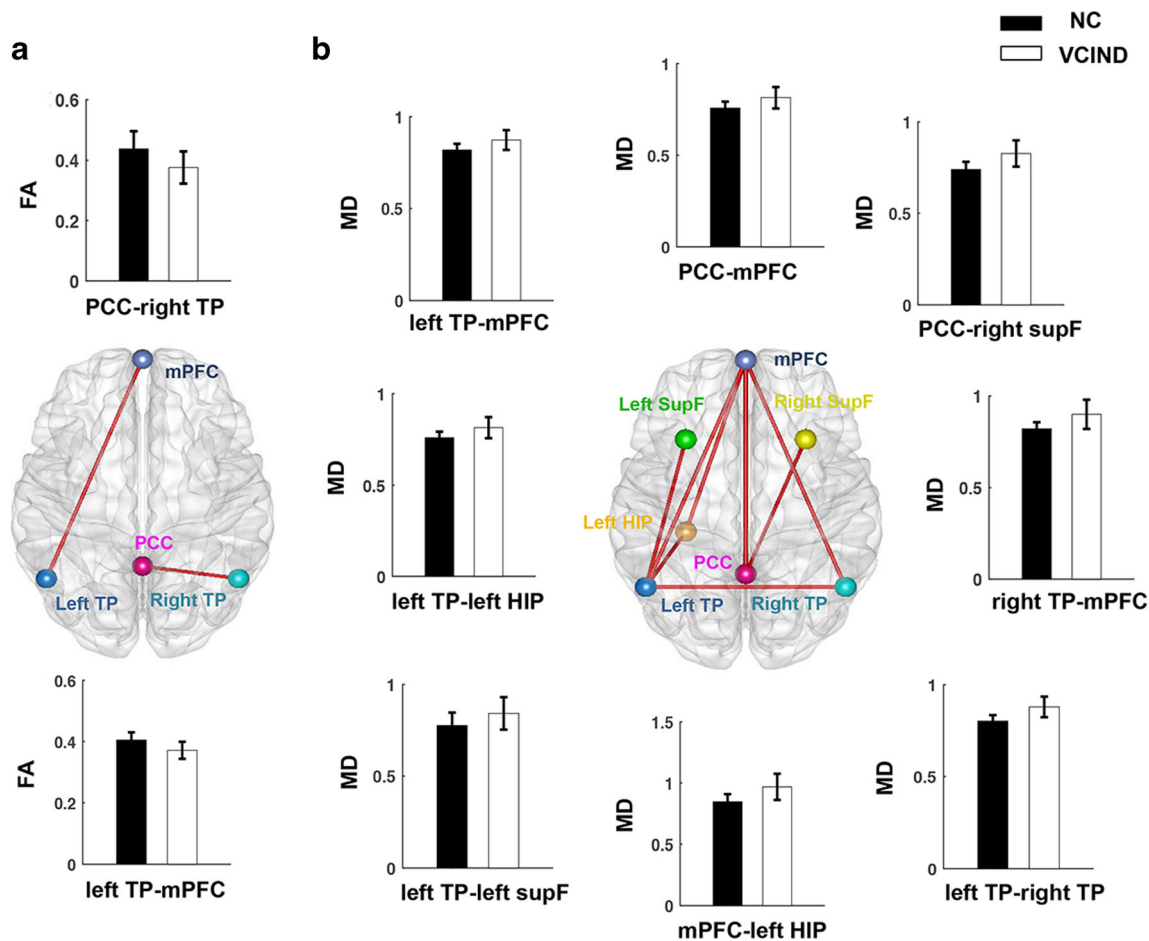 NC
VCIND
a
b
0.6
0.4
0.2
0
FA
PCC-right TP
1
0.5
0
MD
left TP-mPFC
1
0.5
0
MD
PCC-mPFC
1
0.5
0
MD
PCC-right supF
mPFC
PCC
Left TP
Right TP
1
0.5
0
MD
left TP-left HIP
mPFC
Left SupF
Right SupF
Left HIP
PCC
Left TP
Right TP
1
0.5
0
MD
right TP-mPFC
0.6
0.4
0.2
0
FA
left TP-mPFC
1
0.5
0
MD
left TP-left supF
1.5
1
0.5
0
MD
mPFC-left HIP
1
0.5
0
MD
left TP-right TP